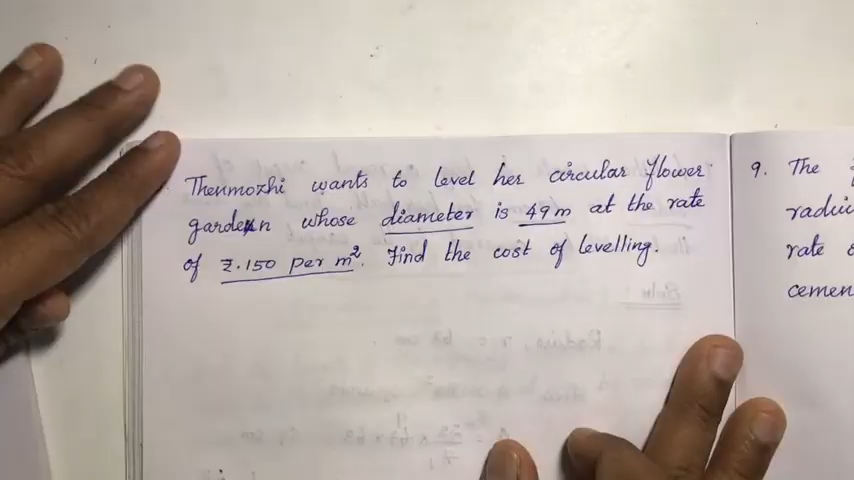 Thenmozhi wants to level her circular flower
garden whose diameter is 49m at the rate
of ₹.150 per m². Find the cost of levelling.
9. The
radiu
rate
cemen